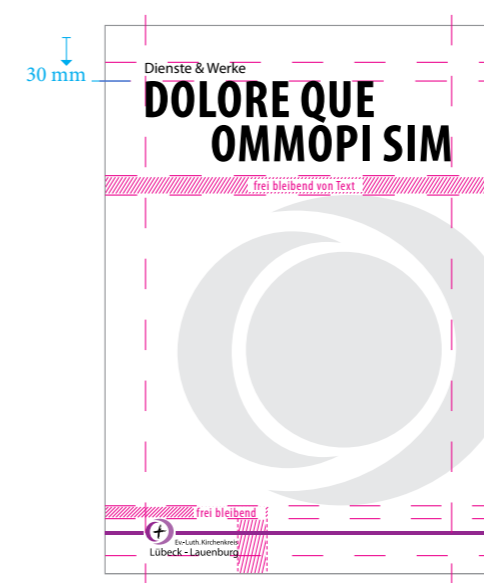 30 mm
Dienste & Werke
DOLORE QUE
OMMOPI SIM
frei bleibend von Text
frei bleibend
Ev-Luth. Kirchenkreis
Lübeck - Lauenburg